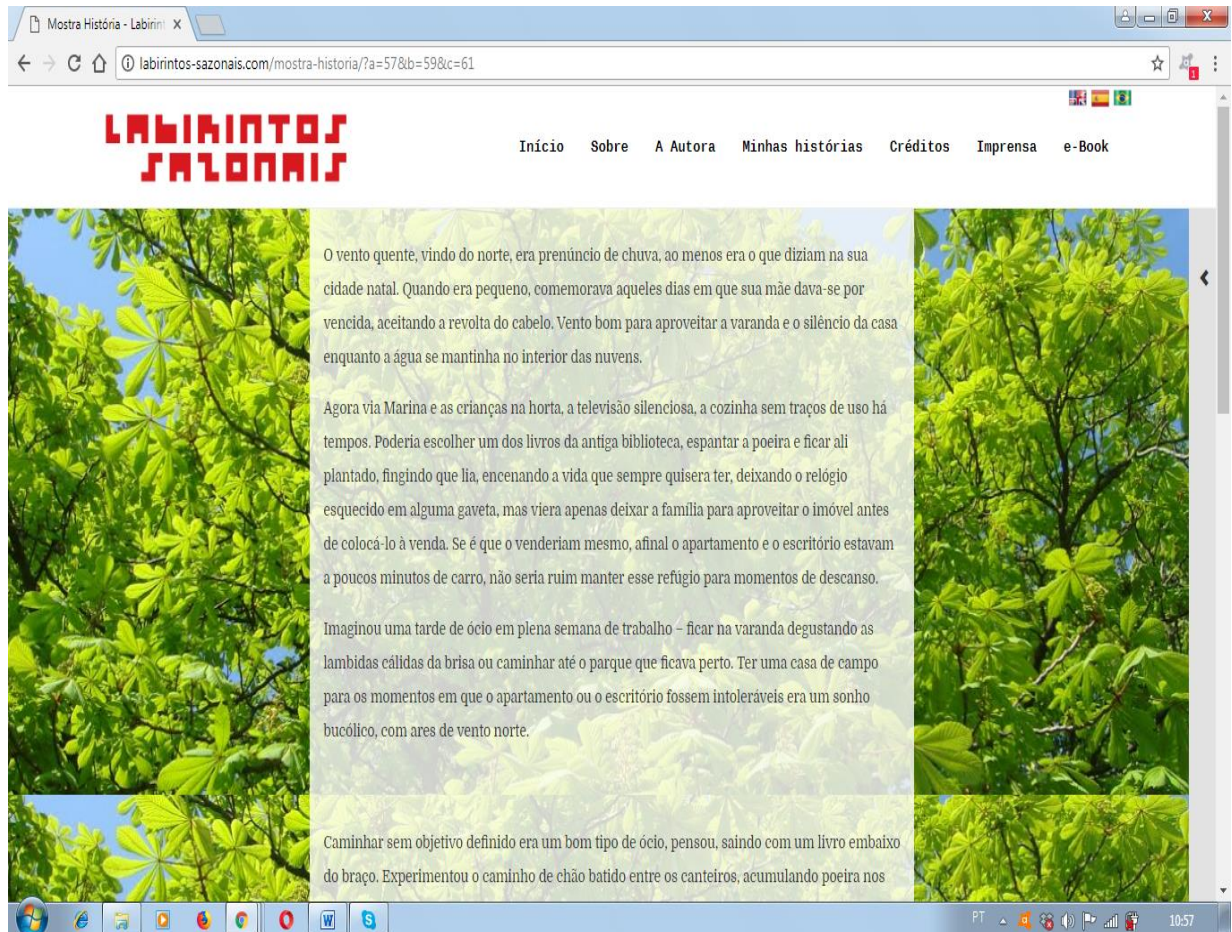 Mostra História - Labirint
labirintos-sazonais.com/mostra-historia/?a=57&b=59&c=61
1
LABIRINTOS
SAZONAIS
Início Sobre A Autora Minhas histórias Créditos Imprensa e-Book
O vento quente, vindo do norte, era prenúncio de chuva, ao menos era o que diziam na sua
cidade natal. Quando era pequeno, comemorava aqueles dias em que sua mãe dava-se por
vencida, aceitando a revolta do cabelo. Vento bom para aproveitar a varanda e o silêncio da casa
enquanto a água se mantinha no interior das nuvens.
Agora via Marina e as crianças na horta, a televisão silenciosa, a cozinha sem traços de uso há
tempos. Poderia escolher um dos livros da antiga biblioteca, espantar a poeira e ficar ali
plantado, fingindo que lia, encenando a vida que sempre quisera ter, deixando o relógio
esquecido em alguma gaveta, mas viera apenas deixar a família para aproveitar o imóvel antes
de colocá-lo à venda. Se é que o venderiam mesmo, afinal o apartamento e o escritório estavam
a poucos minutos de carro, não seria ruim manter esse refúgio para momentos de descanso.
Imaginou uma tarde de ócio em plena semana de trabalho – ficar na varanda degustando as
lambidas cálidas da brisa ou caminhar até o parque que ficava perto. Ter uma casa de campo
para os momentos em que o apartamento ou o escritório fossem intoleráveis era um sonho
bucólico, com ares de vento norte.
Caminhar sem objetivo definido era um bom tipo de ócio, pensou, saindo com um livro embaixo
do braço. Experimentou o caminho de chão batido entre os canteiros, acumulando poeira nos
PT 10:57